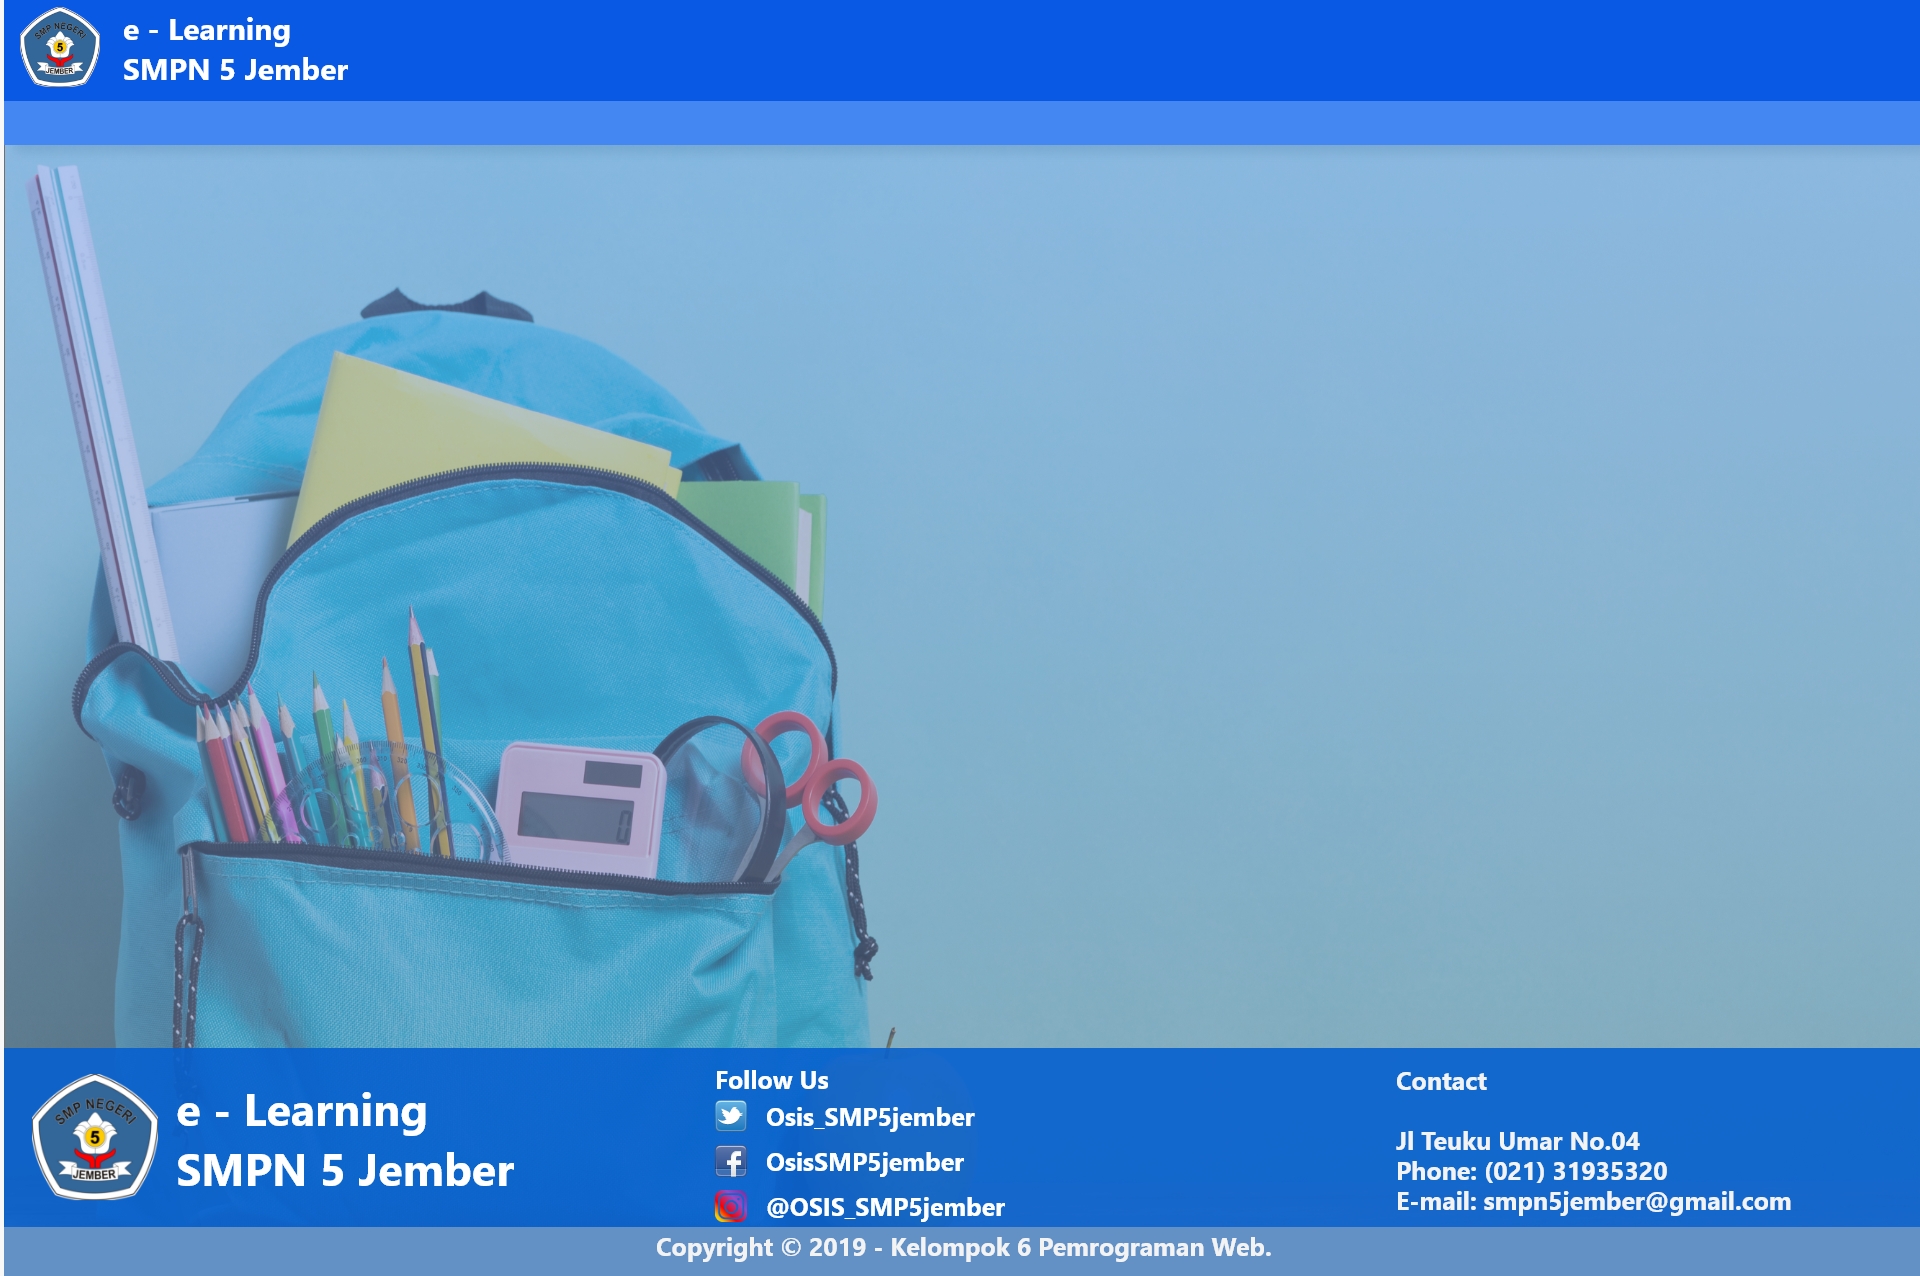 SMP NEGERI
5
JEMBER
e - Learning
SMPN 5 Jember
SMP NEGERI
5
JEMBER
e - Learning
SMPN 5 Jember
Follow Us
Osis_SMP5jember
OsisSMP5jember
@OSIS_SMP5jember
Contact
Jl Teuku Umar No.04
Phone: (021) 31935320
E-mail: smpn5jember@gmail.com
Copyright © 2019 - Kelompok 6 Pemrograman Web.